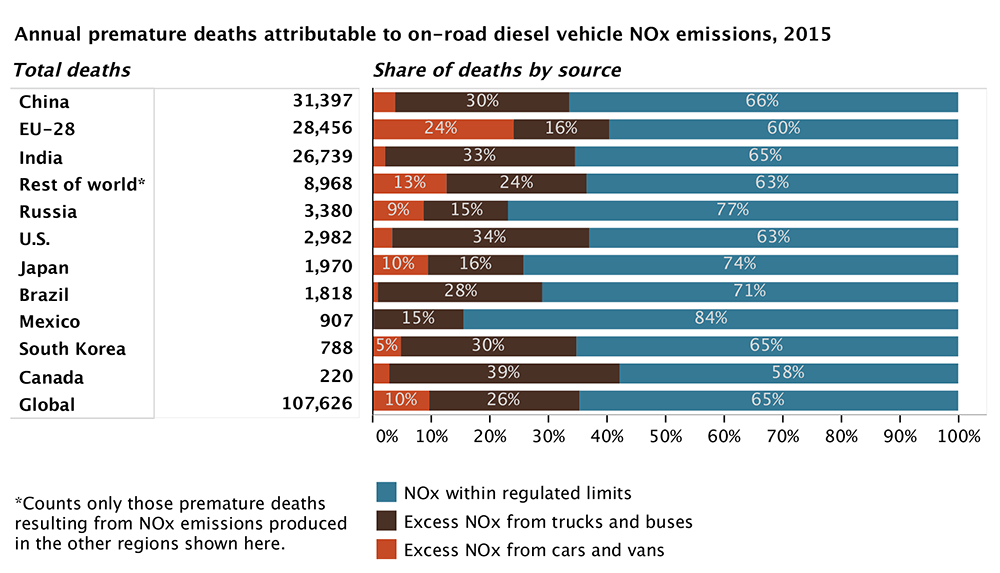 Annual premature deaths attributable to on-road diesel vehicle NOx emissions, 2015
Total deaths Share of deaths by source
China 31,397 30% 66%
EU-28 28,456 24% 16% 60%
India 26,739 33% 65%
Rest of world* 8,968 13% 24% 63%
Russia 3,380 9% 15% 77%
U.S. 2,982 34% 63%
Japan 1,970 10% 16% 74%
Brazil 1,818 28% 71%
Mexico 907 15% 84%
South Korea 788 5% 30% 65%
Canada 220 39% 58%
Global 107,626 10% 26% 65%
0% 10% 20% 30% 40% 50% 60% 70% 80% 90% 100%
*Counts only those premature deaths
resulting from NOx emissions produced
in the other regions shown here.
NOx within regulated limits
Excess NOx from trucks and buses
Excess NOx from cars and vans